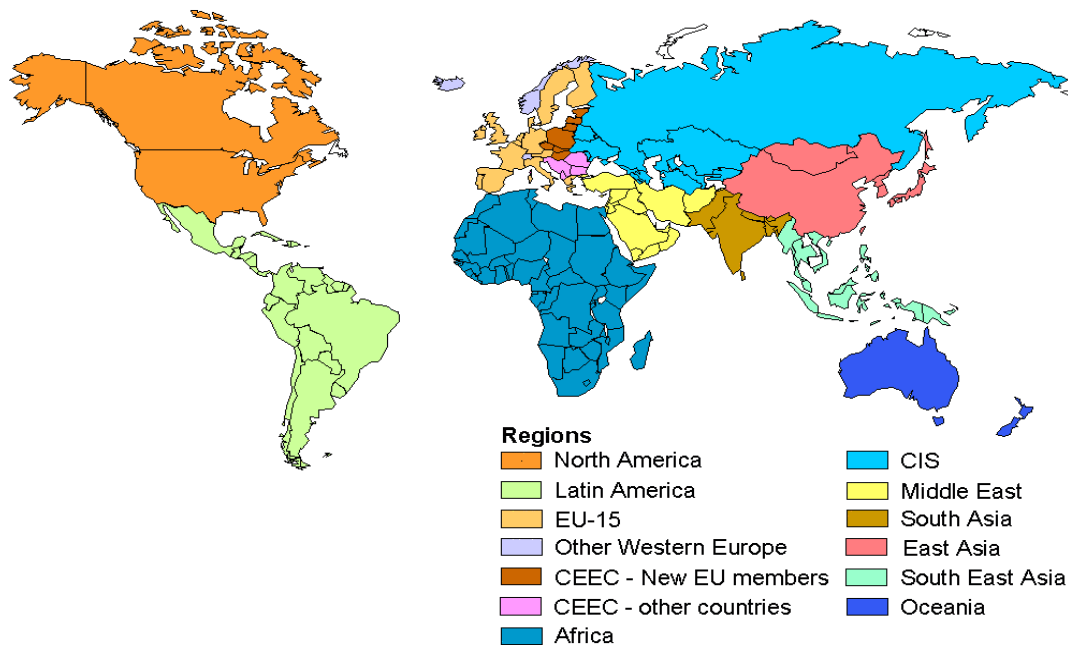 Regions
North America
Latin America
EU-15
Other Western Europe
CEEC - New EU members
CEEC - other countries
Africa
CIS
Middle East
South Asia
East Asia
South East Asia
Oceania